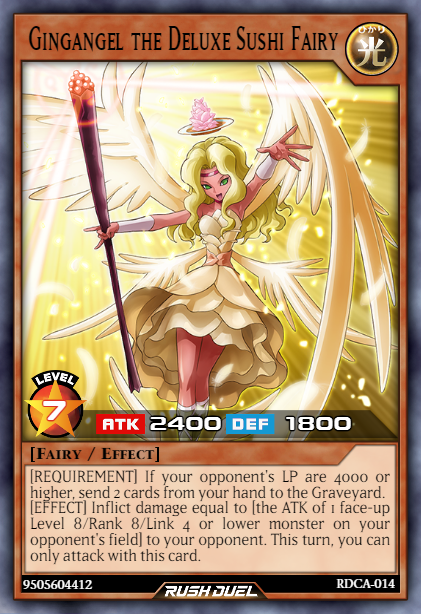 Gingangel the Deluxe Sushi Fairy
ひかり
光
LEVEL
7
ATK 2400 DEF 1800
[Fairy / Effect]
[REQUIREMENT] If your opponent's LP are 4000 or
higher, send 2 cards from your hand to the Graveyard.
[EFFECT] Inflict damage equal to [the ATK of 1 face-up
Level 8/Rank 8/Link 4 or lower monster on your
opponent's field] to your opponent. This turn, you can
only attack with this card.
9505604412
RUSH DUEL
RDCA-014